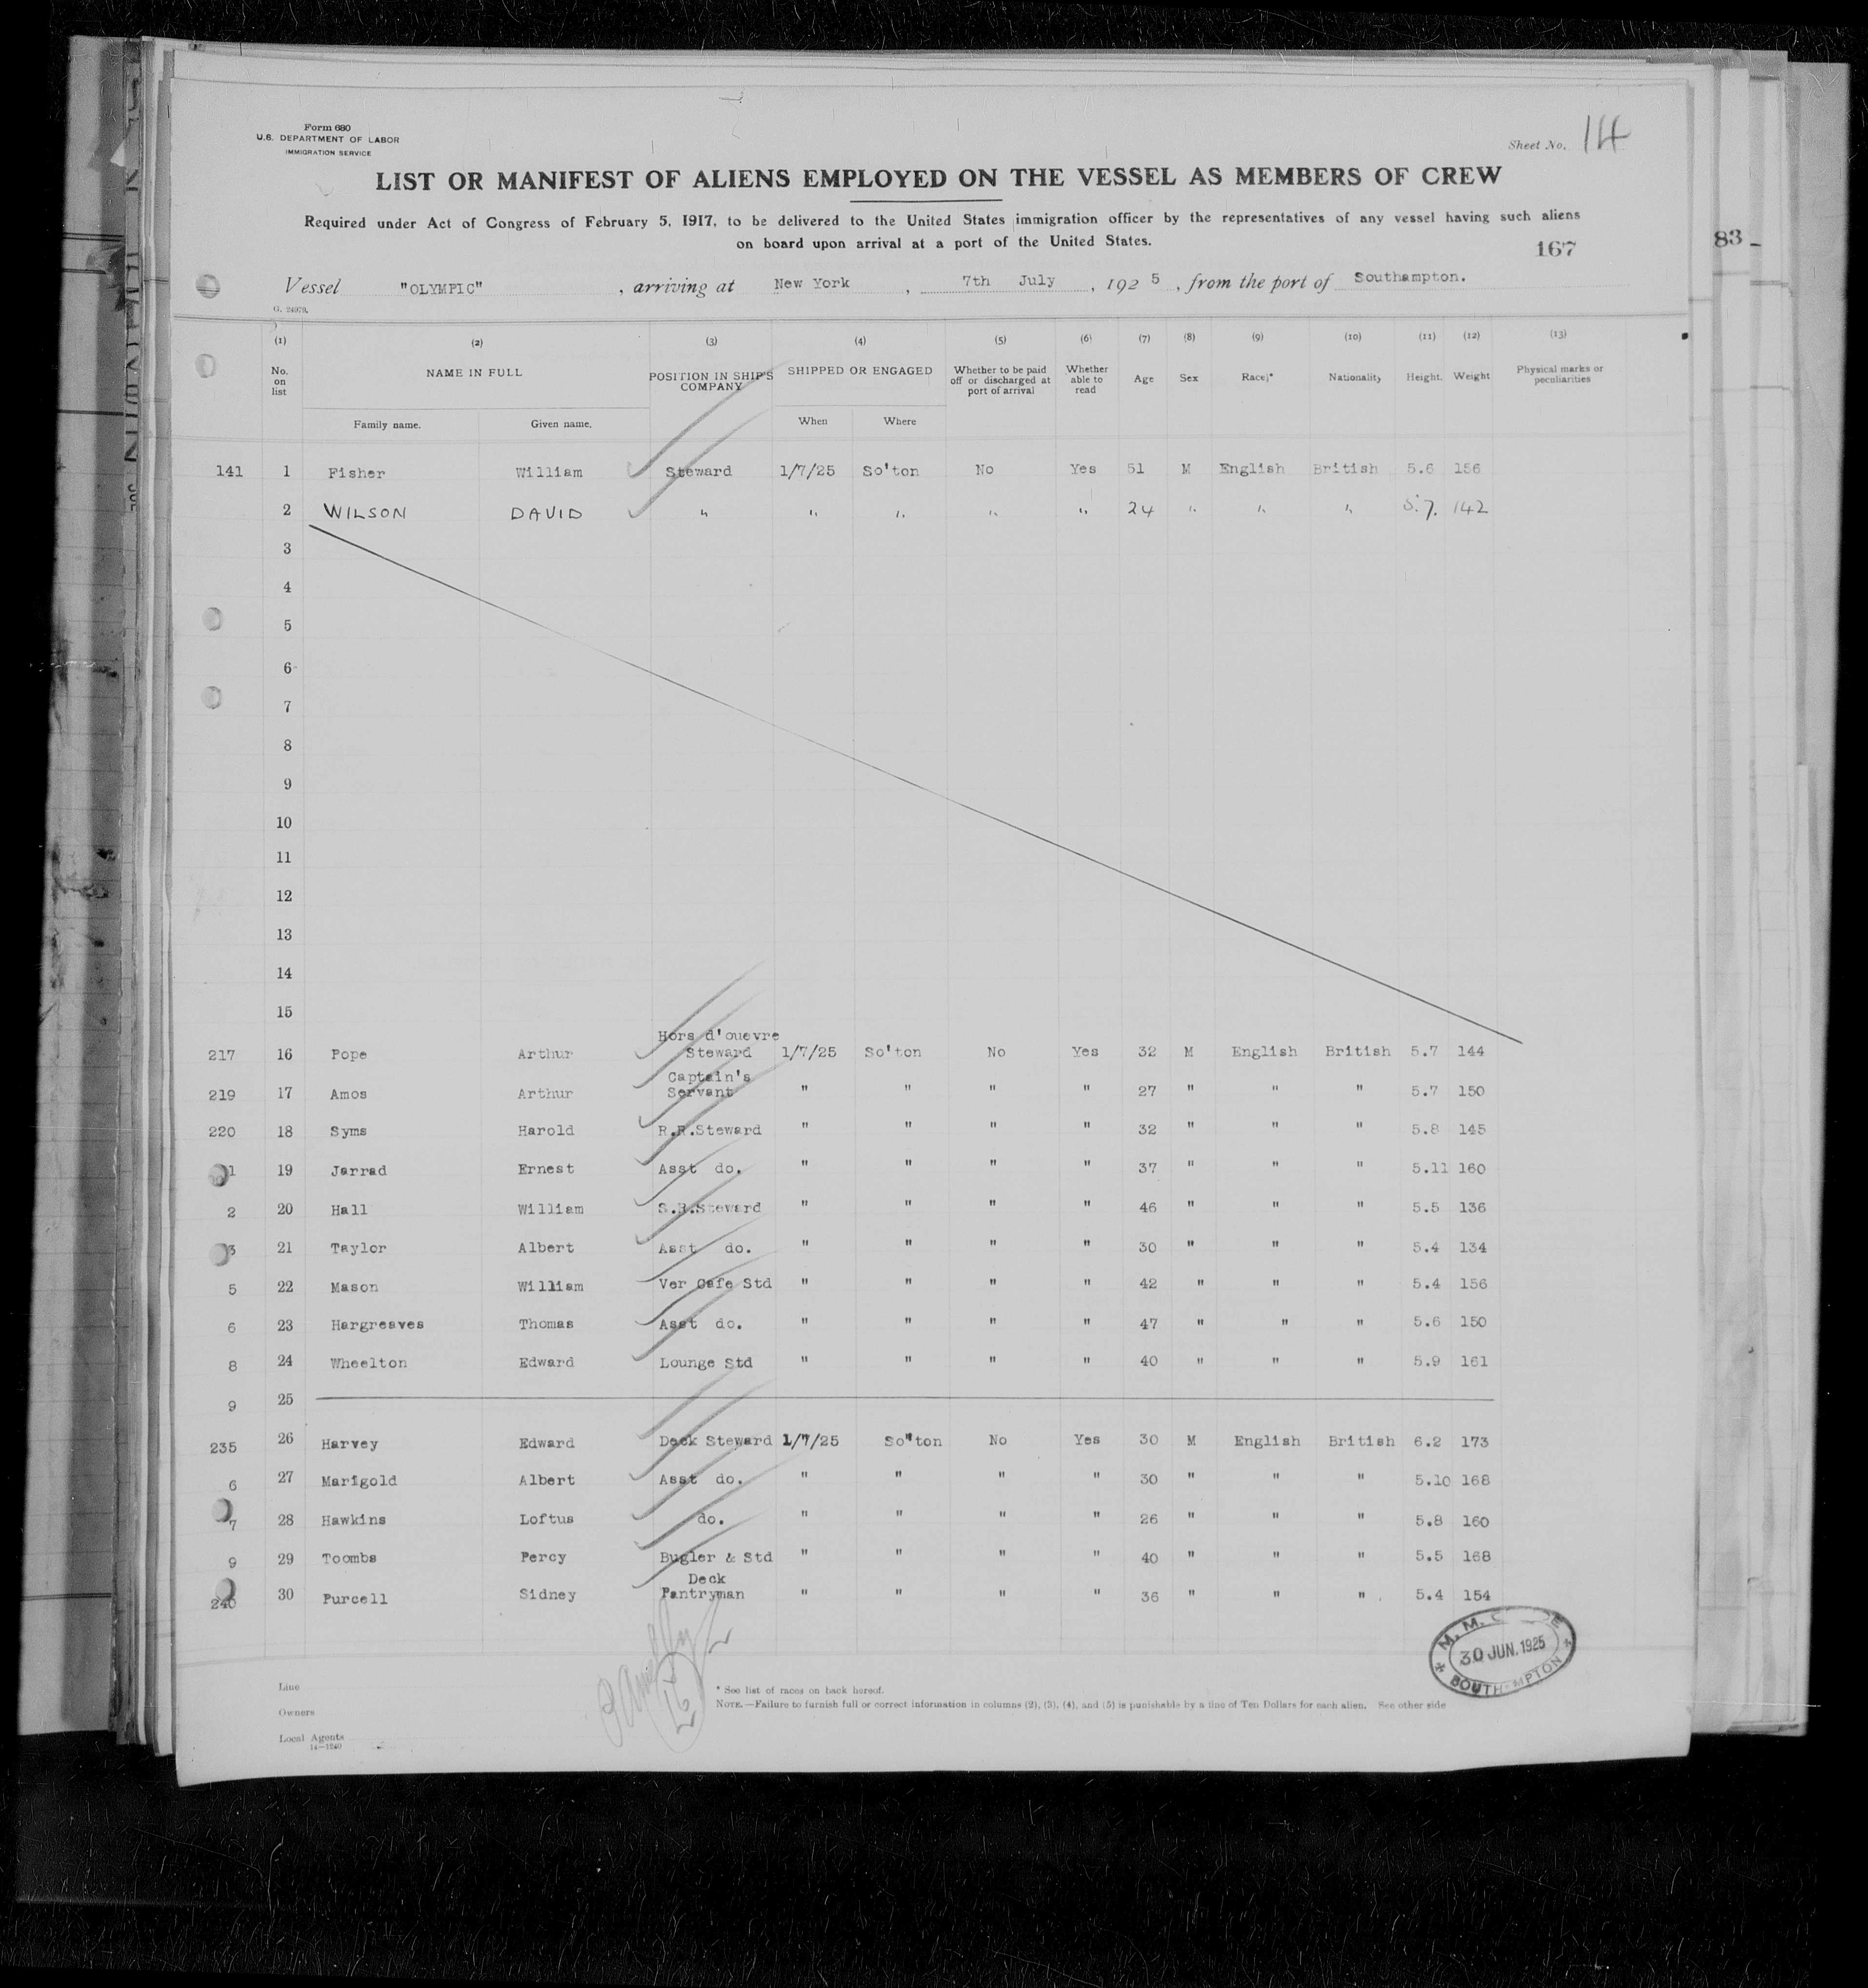 Form 680
U.S. DEPARTMENT OF LABOR
IMMIGRATION SERVICE
Sheet No. 14
LIST OR MANIFEST OF ALIENS EMPLOYED ON THE VESSEL AS MEMBERS OF CREW
Required under Act of Congress of February 5, 1917, to be delivered to the United States immigration officer by the representatives of any vessel having such aliens
on board upon arrival at a port of the United States.
167
83
Vessel "OLYMPIC", arriving at New York, 7th July, 1925, from the port of Southampton.
G. 24979.
(1) (2) (3) (4) (5) (6) (7) (8) (9) (10) (11) (12) (13)
No. on list NAME IN FULL POSITION IN SHIP'S COMPANY SHIPPED OR ENGAGED Whether to be paid off or discharged at port of arrival Whether able to read Age Sex Race* Nationality Height. Weight Physical marks or peculiarities
Family name. Given name. When Where
141 1 Fisher William Steward 1/7/25 So'ton No Yes 51 M English British 5.6 156
2 WILSON DAVID " " " " " 24 " " " 5.7. 142
3
4
5
6
7
8
9
10
11
12
13
14
15
217 16 Pope Arthur Hors d'ouevre Steward 1/7/25 So'ton No Yes 32 M English British 5.7 144
219 17 Amos Arthur Captain's Servant " " " " 27 " " " 5.7 150
220 18 Syms Harold R.R.Steward " " " " 32 " " " 5.8 145
1 19 Jarrad Ernest Asst do. " " " " 37 " " " 5.11 160
2 20 Hall William S.R.Steward " " " " 46 " " " 5.5 136
3 21 Taylor Albert Asst do. " " " " 30 " " " 5.4 134
5 22 Mason William Ver Cafe Std " " " " 42 " " " 5.4 156
6 23 Hargreaves Thomas Asst do. " " " " 47 " " " 5.6 150
8 24 Wheelton Edward Lounge Std " " " " 40 " " " 5.9 161
9 25
235 26 Harvey Edward Deck Steward 1/7/25 So"ton No Yes 30 M English British 6.2 173
6 27 Marigold Albert Asst do. " " " " 30 " " " 5.10 168
7 28 Hawkins Loftus do. " " " " 26 " " " 5.8 160
9 29 Toombs Percy Bugler & Std " " " " 40 " " " 5.5 168
240 30 Purcell Sidney Deck Pantryman " " " " 36 " " " 5.4 154
M. M.
30 JUN. 1925
SOUTHAMPTON
Line
Owners
Local Agents
14—1240
* See list of races on back hereof.
NOTE.—Failure to furnish full or correct information in columns (2), (3), (4), and (5) is punishable by a fine of Ten Dollars for each alien. See other side